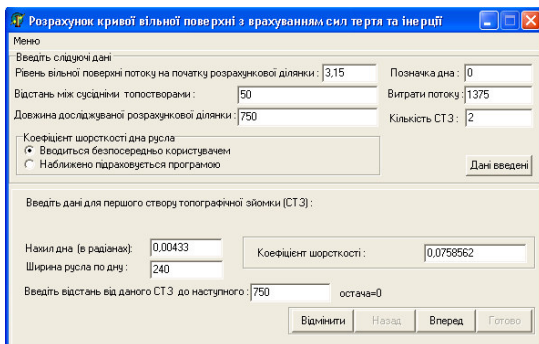 Розрахунок кривої вільної поверхні з врахуванням сил тертя та інерції
Меню
Введіть слідуючі дані
Рівень вільної поверхні потоку на початку розрахункової ділянки : 3,15 Позначка дна : 0
Відстань між сусідніми топостворами : 50 Витрати потоку : 1375
Довжина досліджуваної розрахункової ділянки : 750 Кількість СТЗ : 2
Коефіцієнт шорсткості дна русла
Вводиться безпосередньо користувачем
Наближено підраховується програмою
Дані введені
Введіть дані для першого створу топографічної зйомки (СТЗ) :
Нахил дна (в радіанах): 0,00433 Коефіцієнт шорсткості : 0,0758562
Ширина русла по дну : 240
Введіть відстань від даного СТЗ до наступного : 750 остача=0
Відмінити Назад Вперед Готово